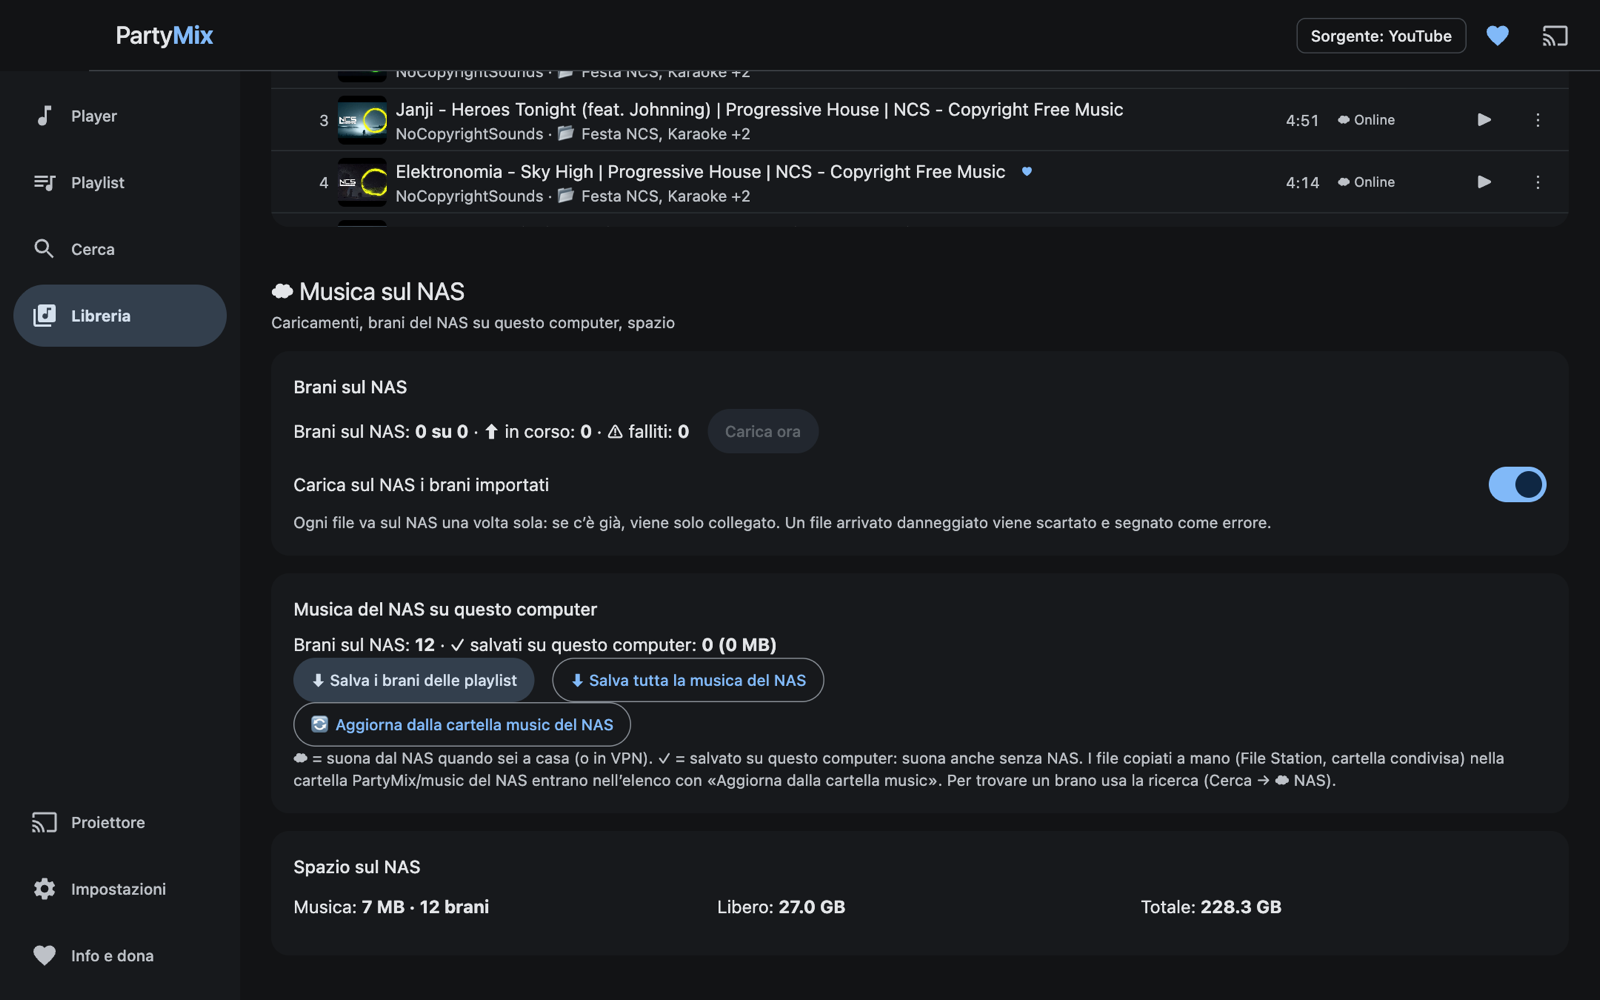 PartyMix
Sorgente: YouTube
Player
Playlist
Cerca
Libreria
Proiettore
Impostazioni
Info e dona
NoCopyrightSounds · Festa NCS, Karaoke +2
3
NCS
Janji - Heroes Tonight (feat. Johnning) | Progressive House | NCS - Copyright Free Music
NoCopyrightSounds · Festa NCS, Karaoke +2
4:51 Online
4
NCS
Elektronomia - Sky High | Progressive House | NCS - Copyright Free Music
NoCopyrightSounds · Festa NCS, Karaoke +2
4:14 Online
Musica sul NAS
Caricamenti, brani del NAS su questo computer, spazio
Brani sul NAS
Brani sul NAS: 0 su 0 · ⬆ in corso: 0 · ⚠ falliti: 0
Carica ora
Carica sul NAS i brani importati
Ogni file va sul NAS una volta sola: se c’è già, viene solo collegato. Un file arrivato danneggiato viene scartato e segnato come errore.
Musica del NAS su questo computer
Brani sul NAS: 12 · ✓ salvati su questo computer: 0 (0 MB)
⬇ Salva i brani delle playlist
⬇ Salva tutta la musica del NAS
🔄 Aggiorna dalla cartella music del NAS
☁ = suona dal NAS quando sei a casa (o in VPN). ✓ = salvato su questo computer: suona anche senza NAS. I file copiati a mano (File Station, cartella condivisa) nella
cartella PartyMix/music del NAS entrano nell’elenco con «Aggiorna dalla cartella music». Per trovare un brano usa la ricerca (Cerca → ☁ NAS).
Spazio sul NAS
Musica: 7 MB · 12 brani
Libero: 27.0 GB
Totale: 228.3 GB